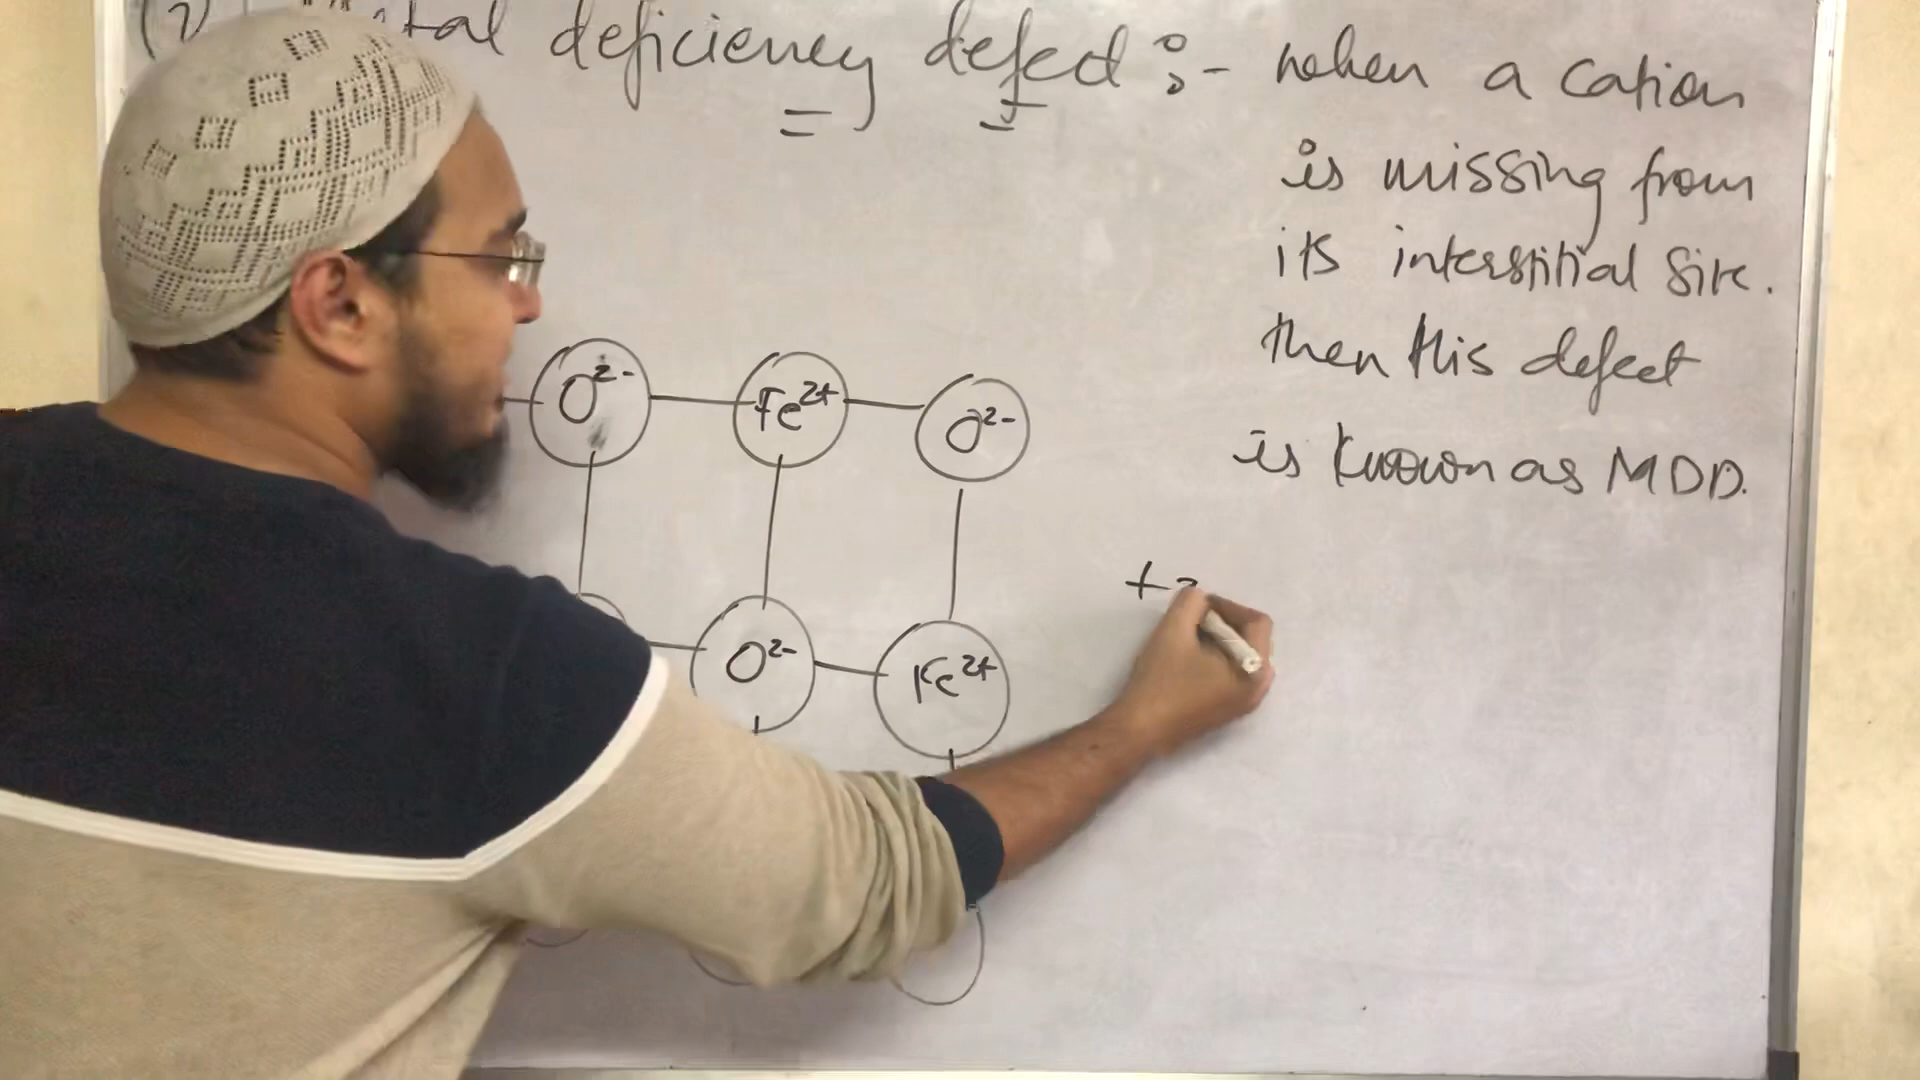 deficiency defect :- when a cation
is missing from
its interstitial Site.
then this defect
is known as MDD.
O2- Fe2+ O2-
O2- Fe2+